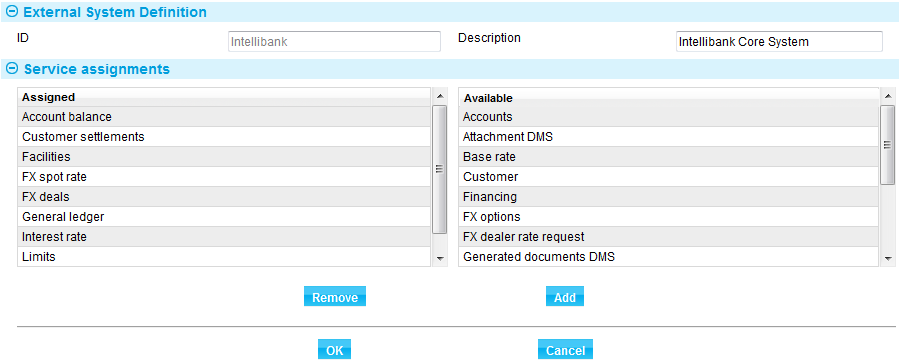 External System Definition
ID Intellibank Description Intellibank Core System
Service assignments
Assigned Available
Account balance Accounts
Customer settlements Attachment DMS
Facilities Base rate
FX spot rate Customer
FX deals Financing
General ledger FX options
Interest rate FX dealer rate request
Limits Generated documents DMS
Remove Add
OK Cancel